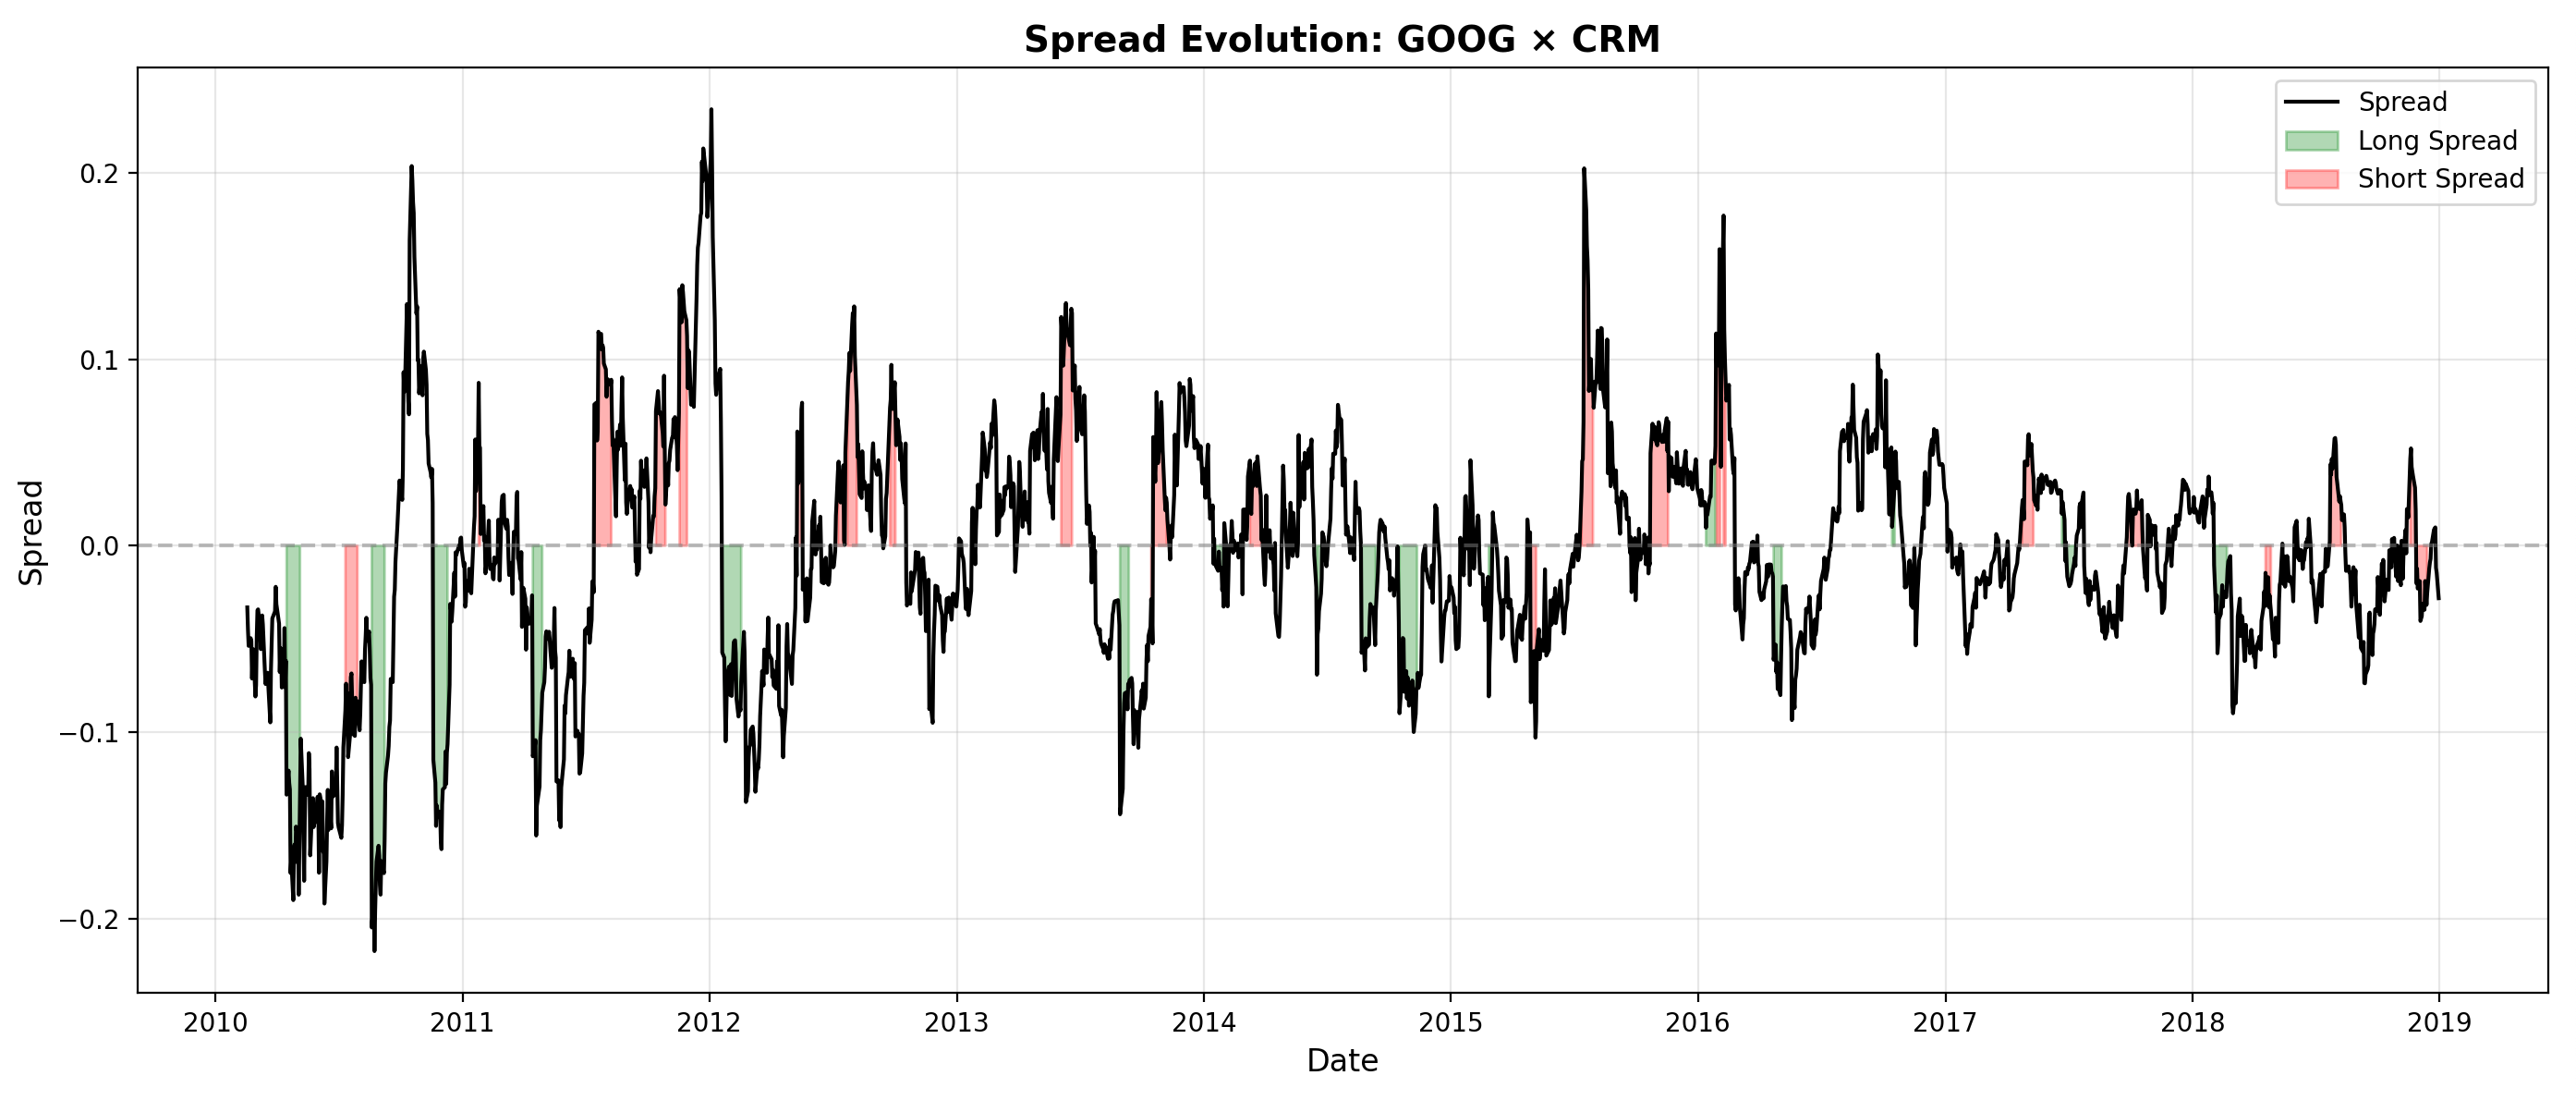 Spread Evolution: GOOG × CRM
Spread
Long Spread
Short Spread
Spread
0.2
0.1
0.0
−0.1
−0.2
2010 2011 2012 2013 2014 2015 2016 2017 2018 2019
Date